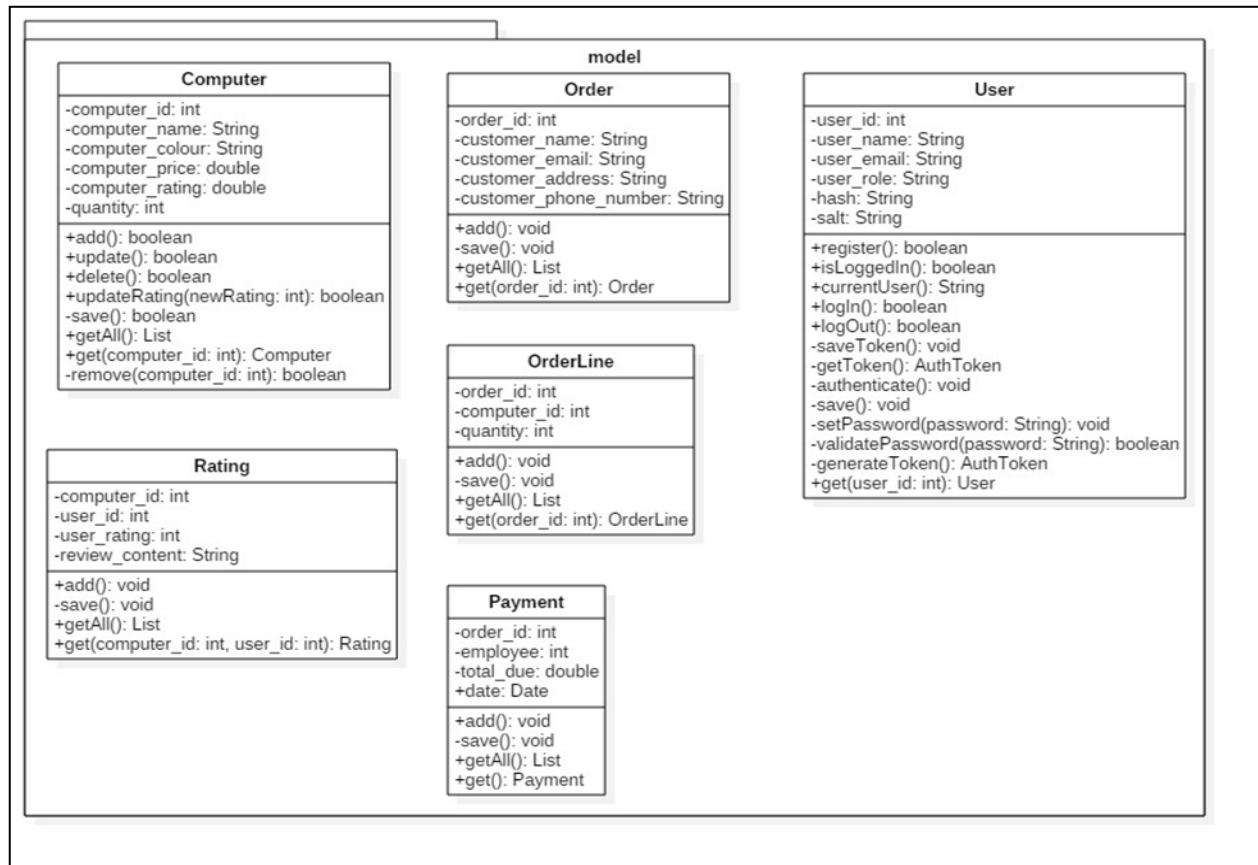 model
Computer
-computer_id: int
-computer_name: String
-computer_colour: String
-computer_price: double
-computer_rating: double
-quantity: int
+add(): boolean
+update(): boolean
+delete(): boolean
+updateRating(newRating: int): boolean
-save(): boolean
+getAll(): List
+get(computer_id: int): Computer
-remove(computer_id: int): boolean
Rating
-computer_id: int
-user_id: int
-user_rating: int
-review_content: String
+add(): void
-save(): void
+getAll(): List
+get(computer_id: int, user_id: int): Rating
Order
-order_id: int
-customer_name: String
-customer_email: String
-customer_address: String
-customer_phone_number: String
+add(): void
-save(): void
+getAll(): List
+get(order_id: int): Order
OrderLine
-order_id: int
-computer_id: int
-quantity: int
+add(): void
-save(): void
+getAll(): List
+get(order_id: int): OrderLine
Payment
-order_id: int
-employee: int
-total_due: double
+date: Date
+add(): void
-save(): void
+getAll(): List
+get(): Payment
User
-user_id: int
-user_name: String
-user_email: String
-user_role: String
-hash: String
-salt: String
+register(): boolean
+isLoggedIn(): boolean
+currentUser(): String
+logIn(): boolean
+logOut(): boolean
-saveToken(): void
-getToken(): AuthToken
-authenticate(): void
-save(): void
-setPassword(password: String): void
-validatePassword(password: String): boolean
-generateToken(): AuthToken
+get(user_id: int): User